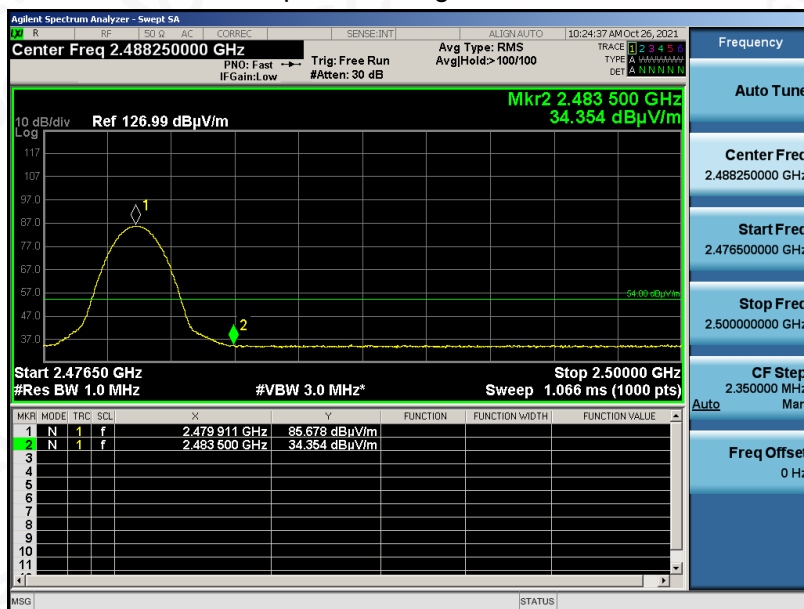 Agilent Spectrum Analyzer - Swept SA
LXI R RF 50 Ω AC CORREC SENSE:INT ALIGN AUTO 10:24:37 AM Oct 26, 2021
Center Freq 2.488250000 GHz
PNO: Fast
IFGain:Low
Trig: Free Run
#Atten: 30 dB
Avg Type: RMS
Avg|Hold:>100/100
TRACE 1 2 3 4 5 6
TYPE A WWWWW
DET A N N N N N
Mkr2 2.483 500 GHz
34.354 dBµV/m
10 dB/div Ref 126.99 dBµV/m
Log
117
107
97.0
87.0
77.0
67.0
57.0
47.0
37.0
1
2
54.00 dBµV/m
Start 2.47650 GHz Stop 2.50000 GHz
#Res BW 1.0 MHz #VBW 3.0 MHz* Sweep 1.066 ms (1000 pts)
MKR MODE TRC SCL X Y FUNCTION FUNCTION WIDTH FUNCTION VALUE
1 N 1 f 2.479 911 GHz 85.678 dBµV/m
2 N 1 f 2.483 500 GHz 34.354 dBµV/m
3
4
5
6
7
8
9
10
11
MSG STATUS
Frequency
Auto Tune
Center Freq
2.488250000 GHz
Start Freq
2.476500000 GHz
Stop Freq
2.500000000 GHz
CF Step
2.350000 MHz
Auto Man
Freq Offset
0 Hz